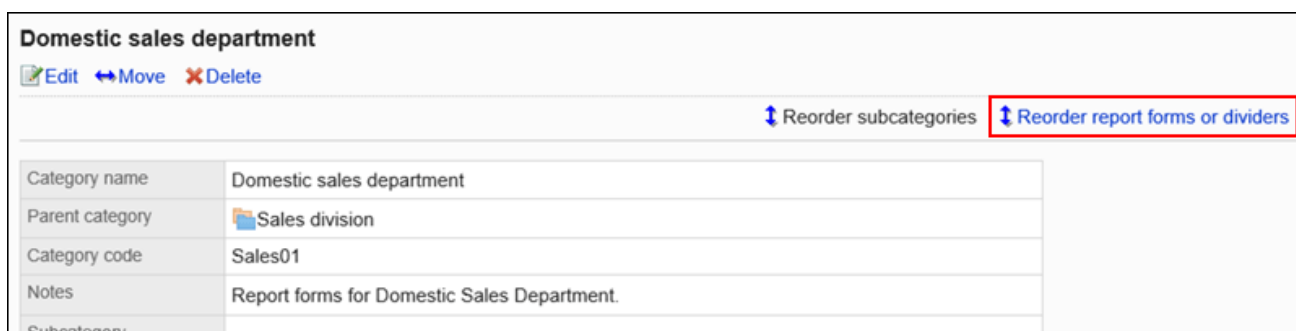 Domestic sales department
Edit Move Delete
Reorder subcategories Reorder report forms or dividers
Category name Domestic sales department
Parent category Sales division
Category code Sales01
Notes Report forms for Domestic Sales Department.
Subcategory